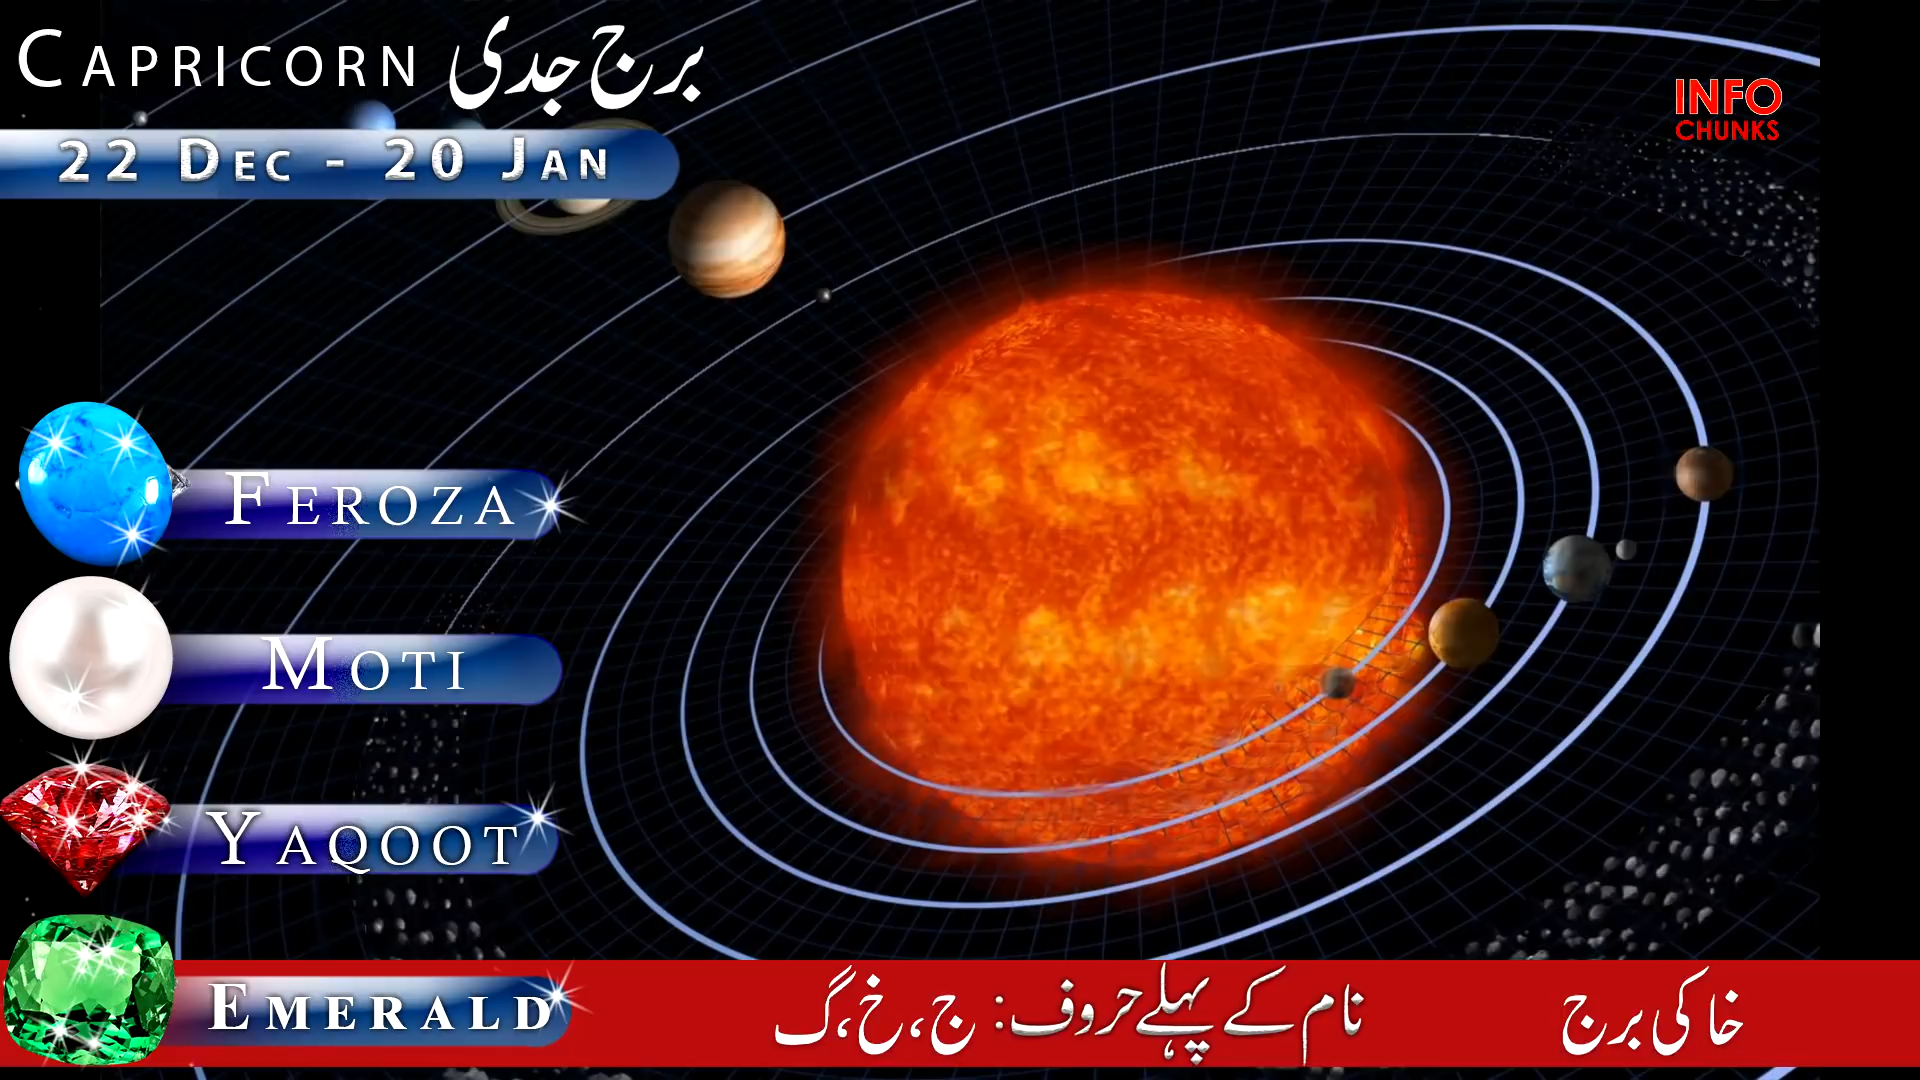 CAPRICORN برج جدی
22 DEC - 20 JAN
INFO
CHUNKS
FEROZA
MOTI
YAQOOT
EMERALD
خاکی برج
نام کے پہلے حروف: ج، خ، گ